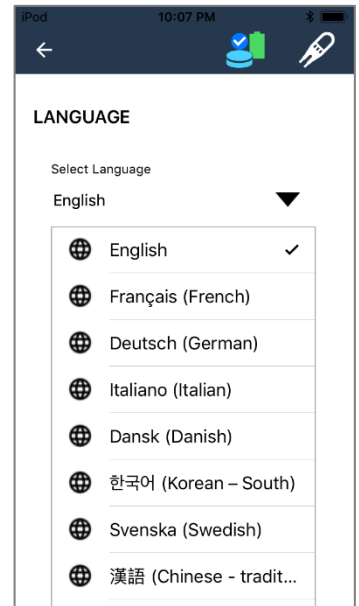 iPod 10:07 PM
LANGUAGE
Select Language
English
English
Français (French)
Deutsch (German)
Italiano (Italian)
Dansk (Danish)
한국어 (Korean – South)
Svenska (Swedish)
漢語 (Chinese - tradit...